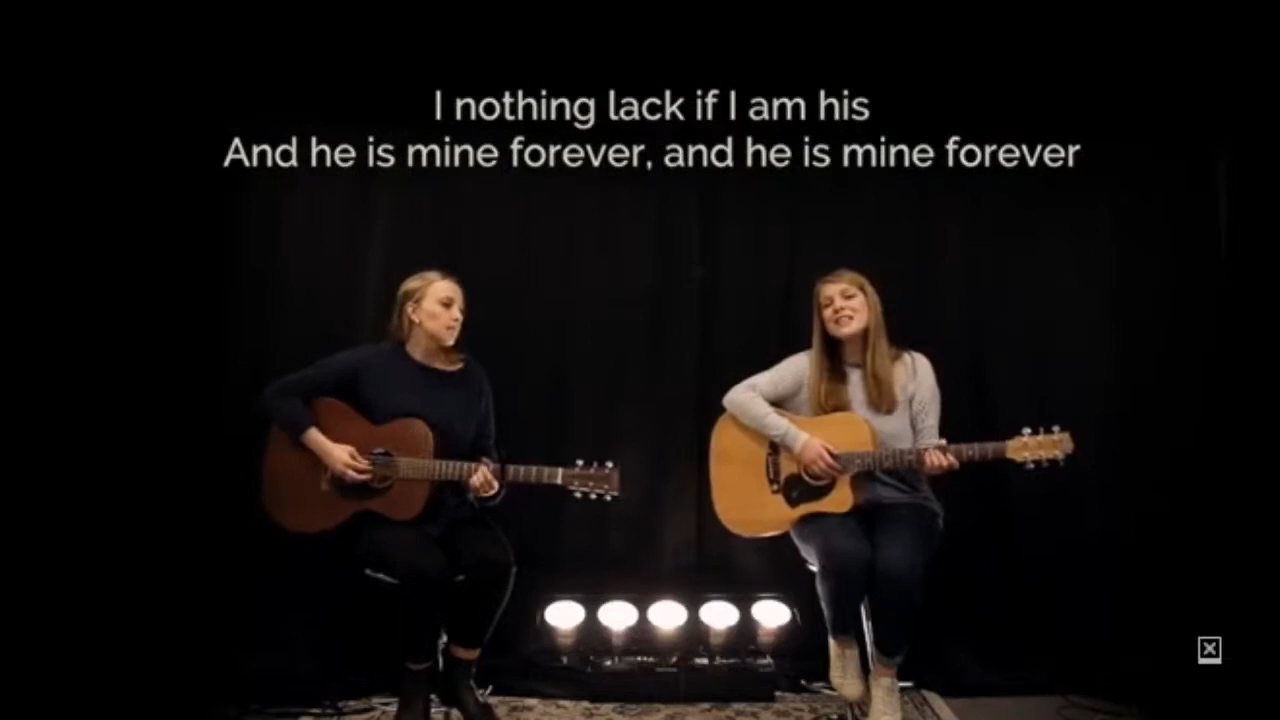 I nothing lack if I am his
And he is mine forever, and he is mine forever